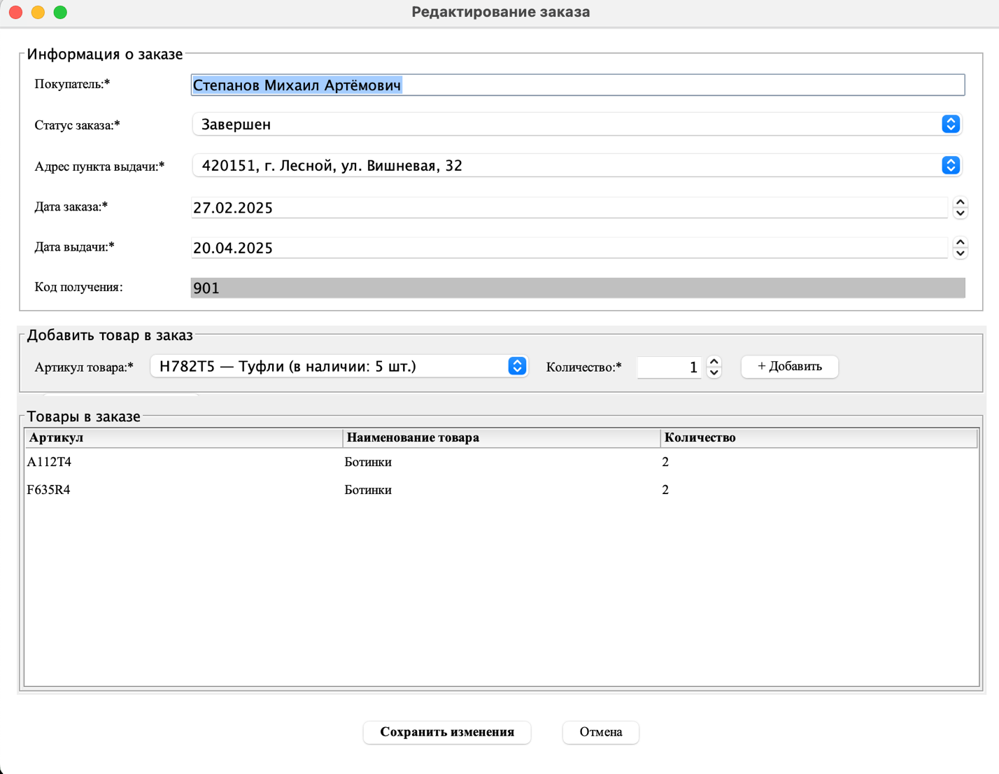 Редактирование заказа
Информация о заказе
Покупатель:* Степанов Михаил Артёмович
Статус заказа:* Завершен
Адрес пункта выдачи:* 420151, г. Лесной, ул. Вишневая, 32
Дата заказа:* 27.02.2025
Дата выдачи:* 20.04.2025
Код получения: 901
Добавить товар в заказ
Артикул товара:* H782T5 — Туфли (в наличии: 5 шт.) Количество:* 1 + Добавить
Товары в заказе
Артикул Наименование товара Количество
A112T4 Ботинки 2
F635R4 Ботинки 2
Сохранить изменения Отмена